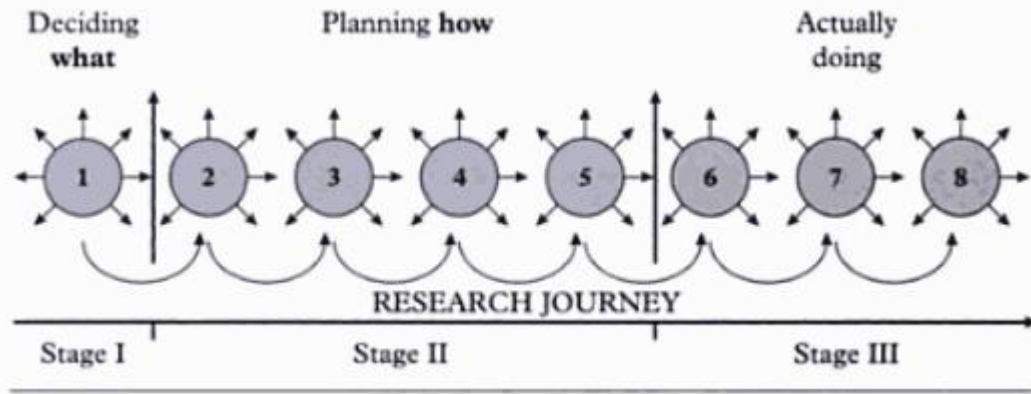 Deciding
what
Planning how
Actually
doing
1 2 3 4 5 6 7 8
RESEARCH JOURNEY
Stage I Stage II Stage III